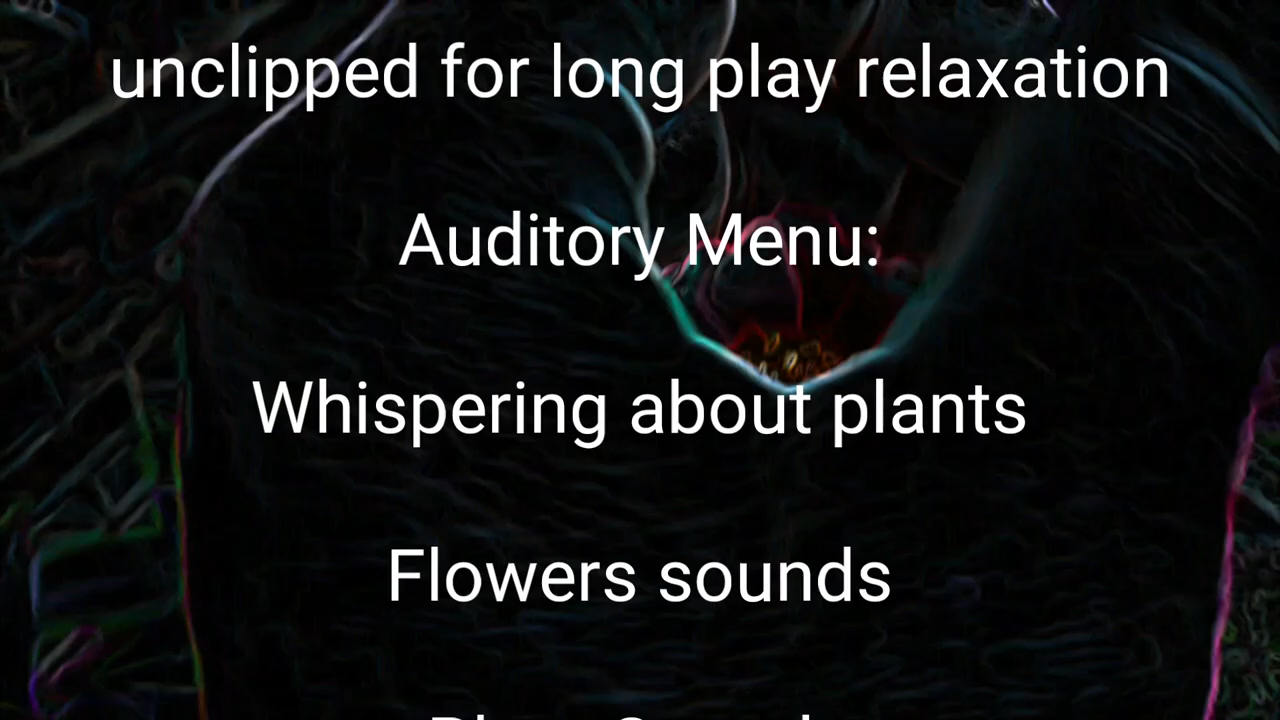 unclipped for long play relaxation
Auditory Menu:
Whispering about plants
Flowers sounds